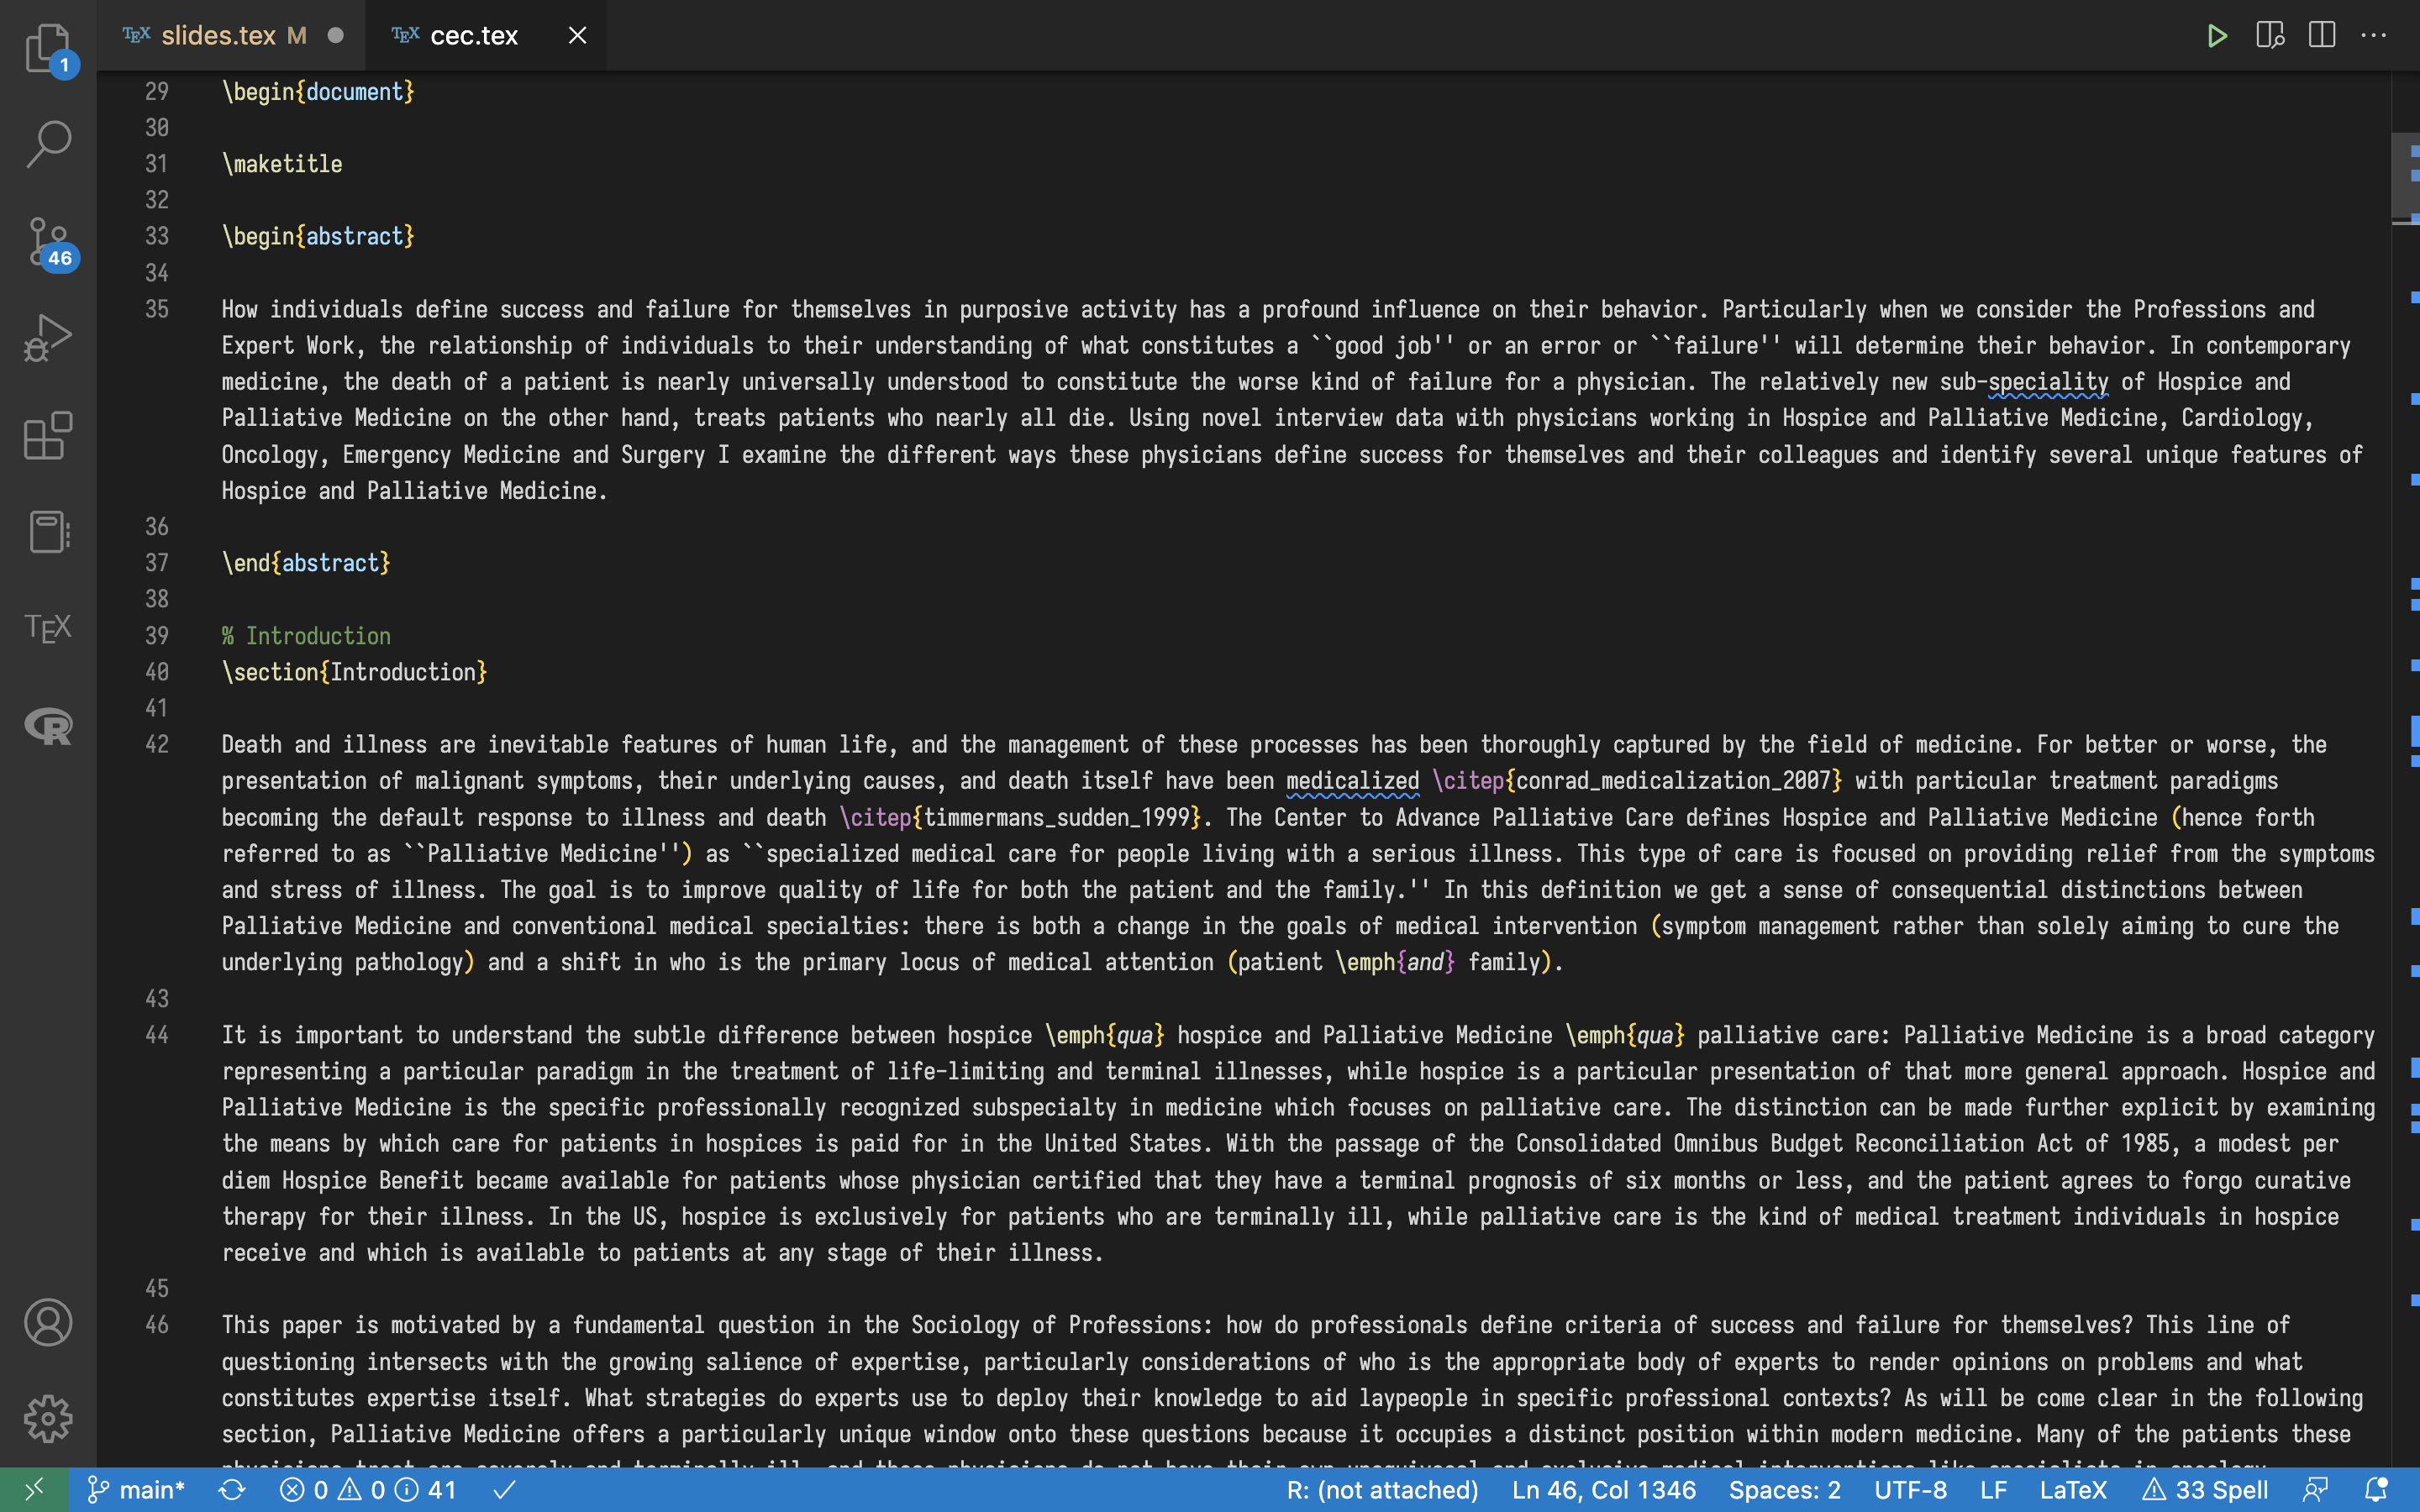 1
TEX slides.tex M
TEX cec.tex
29 \begin{document}
30
31 \maketitle
32
33 \begin{abstract}
34
35 How individuals define success and failure for themselves in purposive activity has a profound influence on their behavior. Particularly when we consider the Professions and
Expert Work, the relationship of individuals to their understanding of what constitutes a ``good job'' or an error or ``failure'' will determine their behavior. In contemporary
medicine, the death of a patient is nearly universally understood to constitute the worse kind of failure for a physician. The relatively new sub-speciality of Hospice and
Palliative Medicine on the other hand, treats patients who nearly all die. Using novel interview data with physicians working in Hospice and Palliative Medicine, Cardiology,
Oncology, Emergency Medicine and Surgery I examine the different ways these physicians define success for themselves and their colleagues and identify several unique features of
Hospice and Palliative Medicine.
36
37 \end{abstract}
38
39 % Introduction
40 \section{Introduction}
41
42 Death and illness are inevitable features of human life, and the management of these processes has been thoroughly captured by the field of medicine. For better or worse, the
presentation of malignant symptoms, their underlying causes, and death itself have been medicalized \citep{conrad_medicalization_2007} with particular treatment paradigms
becoming the default response to illness and death \citep{timmermans_sudden_1999}. The Center to Advance Palliative Care defines Hospice and Palliative Medicine (hence forth
referred to as ``Palliative Medicine'') as ``specialized medical care for people living with a serious illness. This type of care is focused on providing relief from the symptoms
and stress of illness. The goal is to improve quality of life for both the patient and the family.'' In this definition we get a sense of consequential distinctions between
Palliative Medicine and conventional medical specialties: there is both a change in the goals of medical intervention (symptom management rather than solely aiming to cure the
underlying pathology) and a shift in who is the primary locus of medical attention (patient \emph{and} family).
43
44 It is important to understand the subtle difference between hospice \emph{qua} hospice and Palliative Medicine \emph{qua} palliative care: Palliative Medicine is a broad category
representing a particular paradigm in the treatment of life-limiting and terminal illnesses, while hospice is a particular presentation of that more general approach. Hospice and
Palliative Medicine is the specific professionally recognized subspecialty in medicine which focuses on palliative care. The distinction can be made further explicit by examining
the means by which care for patients in hospices is paid for in the United States. With the passage of the Consolidated Omnibus Budget Reconciliation Act of 1985, a modest per
diem Hospice Benefit became available for patients whose physician certified that they have a terminal prognosis of six months or less, and the patient agrees to forgo curative
therapy for their illness. In the US, hospice is exclusively for patients who are terminally ill, while palliative care is the kind of medical treatment individuals in hospice
receive and which is available to patients at any stage of their illness.
45
46 This paper is motivated by a fundamental question in the Sociology of Professions: how do professionals define criteria of success and failure for themselves? This line of
questioning intersects with the growing salience of expertise, particularly considerations of who is the appropriate body of experts to render opinions on problems and what
constitutes expertise itself. What strategies do experts use to deploy their knowledge to aid laypeople in specific professional contexts? As will be come clear in the following
section, Palliative Medicine offers a particularly unique window onto these questions because it occupies a distinct position within modern medicine. Many of the patients these
physicians treat are severely and terminally ill, and these physicians do not have their own unequivocal and exclusive medical interventions like specialists in oncology,
46
TEX
R
main* 0 0 41 R: (not attached) Ln 46, Col 1346 Spaces: 2 UTF-8 LF LaTeX 33 Spell